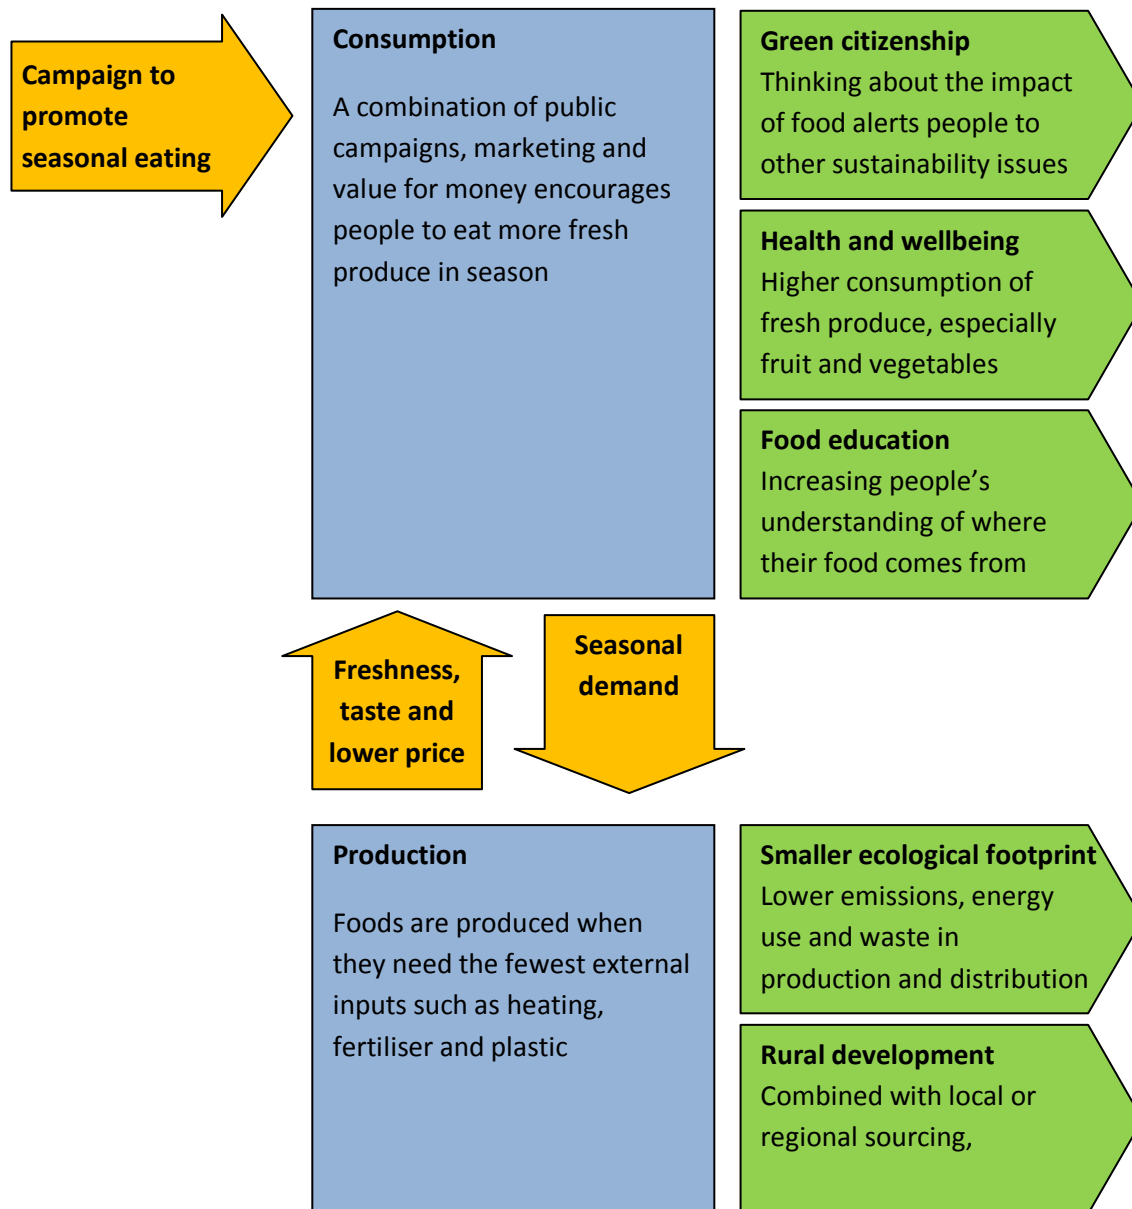 Campaign to
promote
seasonal eating
Consumption
A combination of public
campaigns, marketing and
value for money encourages
people to eat more fresh
produce in season
Green citizenship
Thinking about the impact
of food alerts people to
other sustainability issues
Health and wellbeing
Higher consumption of
fresh produce, especially
fruit and vegetables
Food education
Increasing people’s
understanding of where
their food comes from
Freshness,
taste and
lower price
Seasonal
demand
Production
Foods are produced when
they need the fewest external
inputs such as heating,
fertiliser and plastic
Smaller ecological footprint
Lower emissions, energy
use and waste in
production and distribution
Rural development
Combined with local or
regional sourcing,